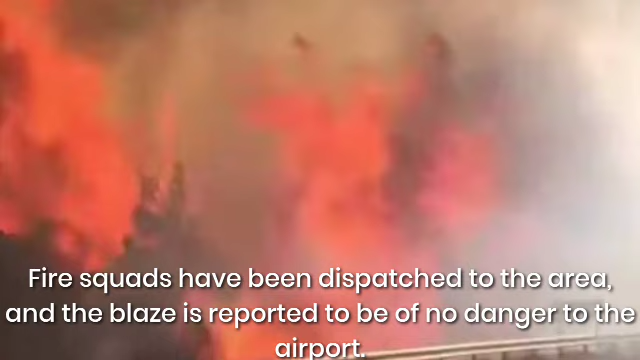 Fire squads have been dispatched to the area,
and the blaze is reported to be of no danger to the
airport.